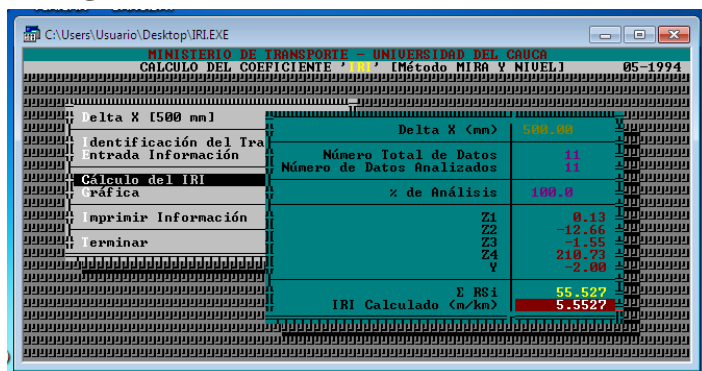 C:\Users\Usuario\Desktop\IRI.EXE
MINISTERIO DE TRANSPORTE - UNIVERSIDAD DEL CAUCA
CALCULO DEL COEFICIENTE 'IRI' [Método MIRA Y NIVEL] 05-1994
Delta X [500 mm]
Identificación del Tra
Entrada Información
Cálculo del IRI
Gráfica
Imprimir Información
Terminar
Delta X (mm) 500.00
Número Total de Datos 11
Número de Datos Analizados 11
% de Análisis 100.0
Z1 0.13
Z2 -12.66
Z3 -1.55
Z4 210.73
Y -2.00
Σ RSi 55.527
IRI Calculado (m/km) 5.5527